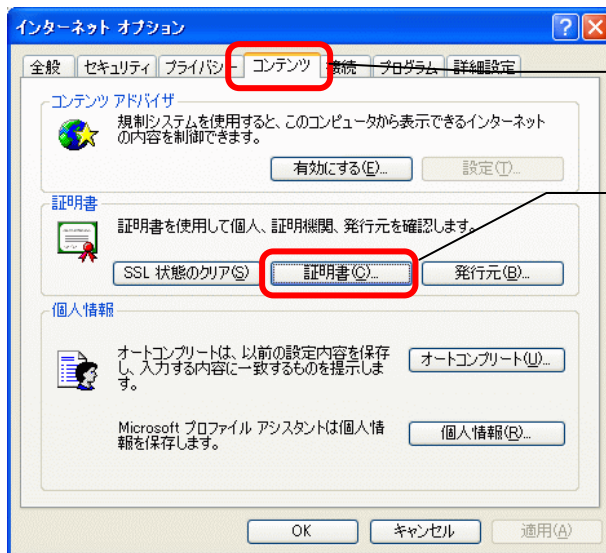 インターネット オプション
全般 セキュリティ プライバシー コンテンツ 接続 プログラム 詳細設定
コンテンツ アドバイザ
規制システムを使用すると、このコンピュータから表示できるインターネット
の内容を制御できます。
有効にする(E)... 設定(T)...
証明書
証明書を使用して個人、証明機関、発行元を確認します。
SSL 状態のクリア(S) 証明書(C)... 発行元(B)...
個人情報
オートコンプリートは、以前の設定内容を保存
し、入力する内容に一致するものを提示しま
す。
オートコンプリート(U)...
Microsoft プロファイル アシスタントは個人情
報を保存します。
個人情報(R)...
OK キャンセル 適用(A)